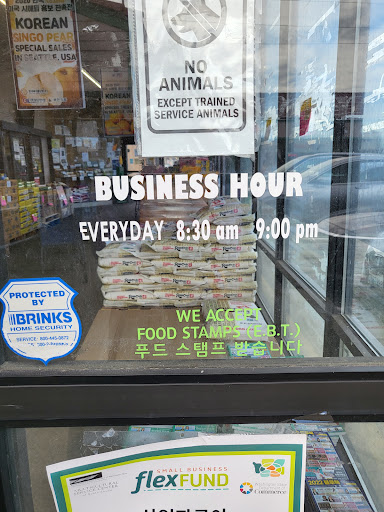 KOREAN
SINGO PEAR
SPECIAL SALES
IN SEATTLE, USA
KOREAN
NO
ANIMALS
EXCEPT TRAINED
SERVICE ANIMALS
BUSINESS HOUR
EVERYDAY 8:30 am 9:00 pm
PROTECTED
BY
BRINKS
HOME SECURITY
WE ACCEPT
FOOD STAMPS (E.B.T.)
푸드 스탬프 받습니다
SMALL BUSINESS
flexFUND
Commerce
2022